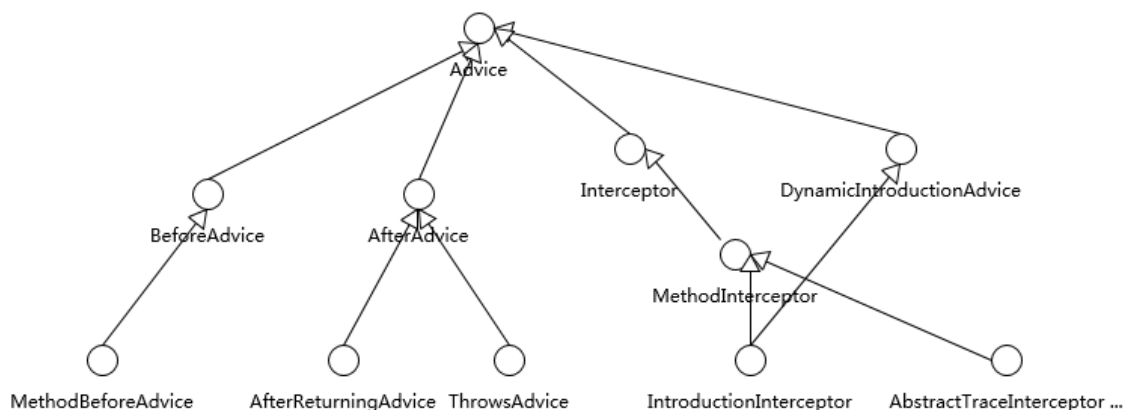 Advice
Interceptor
DynamicIntroductionAdvice
BeforeAdvice
AfterAdvice
MethodInterceptor
MethodBeforeAdvice
AfterReturningAdvice
ThrowsAdvice
IntroductionInterceptor
AbstractTraceInterceptor ...